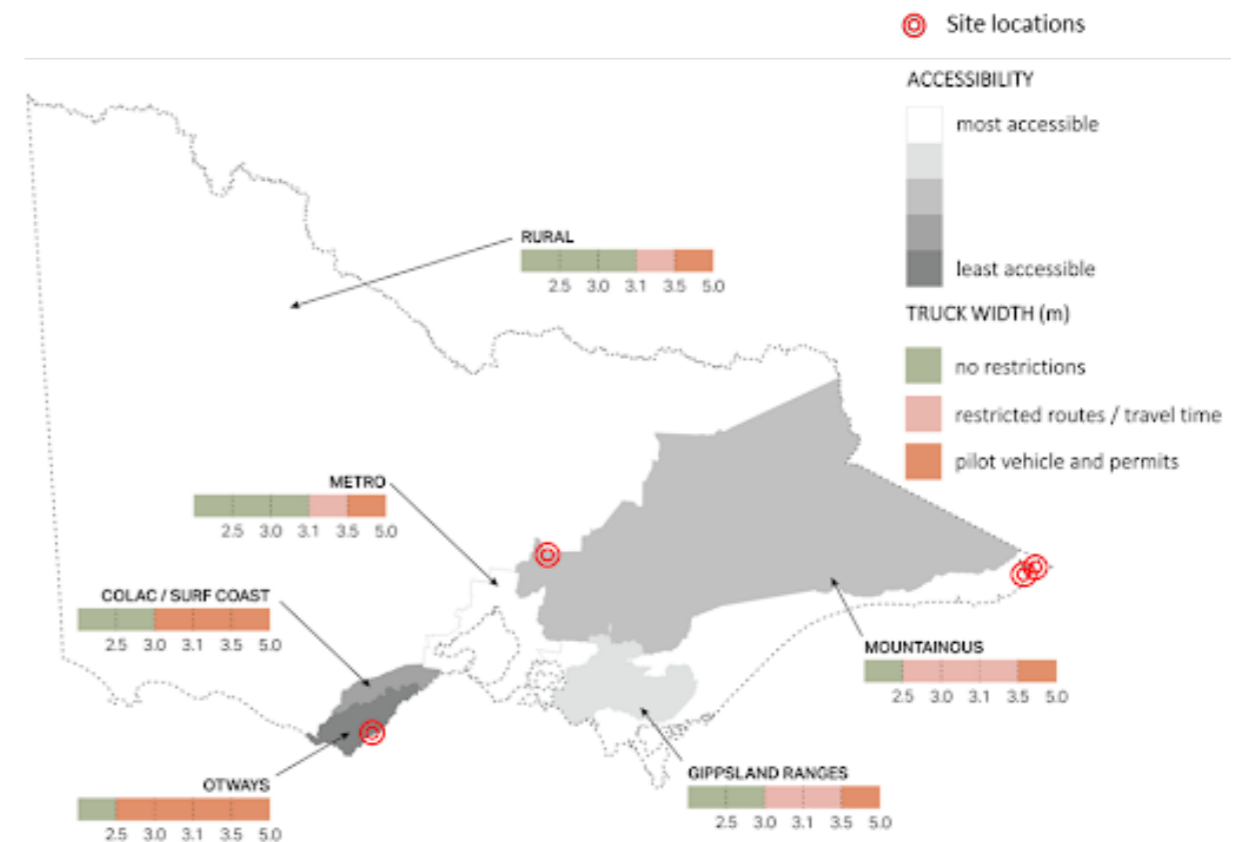 Site locations
ACCESSIBILITY
most accessible
least accessible
TRUCK WIDTH (m)
no restrictions
restricted routes / travel time
pilot vehicle and permits
RURAL
2.5 3.0 3.1 3.5 5.0
METRO
2.5 3.0 3.1 3.5 5.0
COLAC / SURF COAST
2.5 3.0 3.1 3.5 5.0
MOUNTAINOUS
2.5 3.0 3.1 3.5 5.0
OTWAYS
2.5 3.0 3.1 3.5 5.0
GIPPSLAND RANGES
2.5 3.0 3.1 3.5 5.0